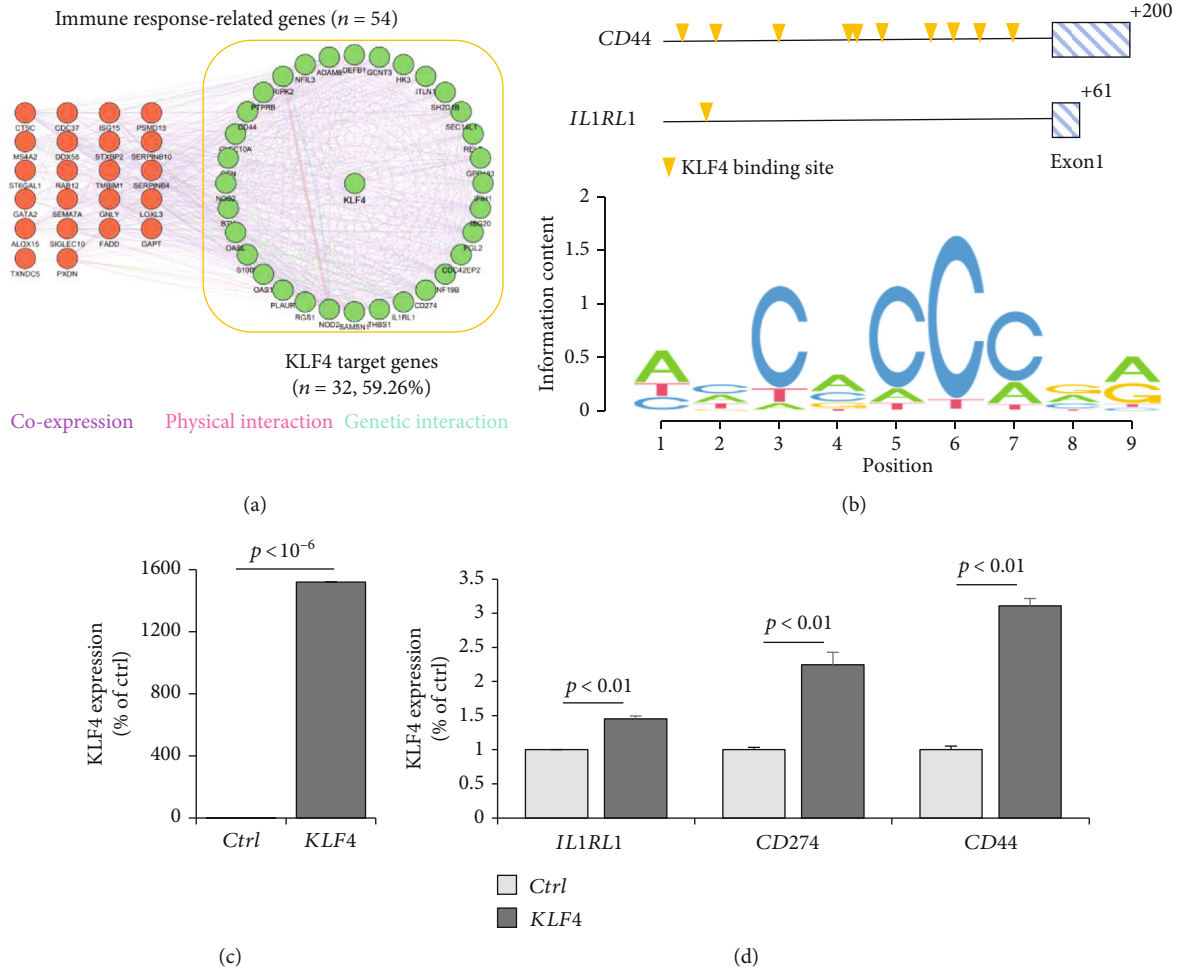 Immune response-related genes (n = 54)
CTSC CDC37 ISG15 PSMD13
MS4A2 DDX58 STXBP2 SERPINB10
ST6GAL1 RAB12 TMBIM1 SERPINB4
GATA2 SEMA7A GNLY LOXL3
ALOX15 SIGLEC10 FADD GAPT
TXNDC5 PXDN
DEFB1
ADAM8
GCNT3
NFIL3
HK3
RIPK2
ITLN1
PTPRB
SH2D1B
CD44
SEC14L1
GPR183
IFIH1
NOS2
ISG20
FGL2
OASL
CDC42EP2
OAS1
PLAUR
CD274
RGS1
IL1RL1
NOD2
SAMSN1
THBS1
KLF4
KLF4 target genes
(n = 32, 59.26%)
Co-expression Physical interaction Genetic interaction
(a)
CD44
+200
IL1RL1
+61
Exon1
KLF4 binding site
Information content
2
1.5
1
0.5
0
1 2 3 4 5 6 7 8 9
Position
(b)
p < 10⁻⁶
KLF4 expression
(% of ctrl)
1600
1200
800
400
0
Ctrl KLF4
(c)
KLF4 expression
(% of ctrl)
3.5
3
2.5
2
1.5
1
0.5
0
p < 0.01
p < 0.01
p < 0.01
IL1RL1 CD274 CD44
Ctrl
KLF4
(d)